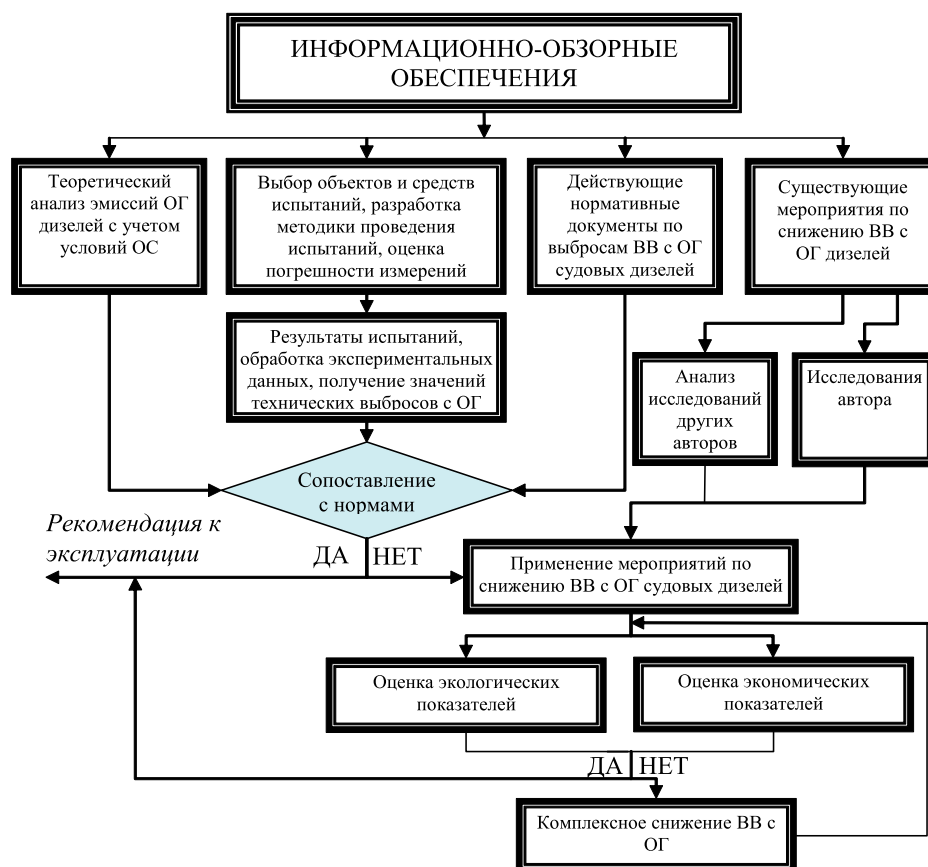 ИНФОРМАЦИОННО-ОБЗОРНЫЕ
ОБЕСПЕЧЕНИЯ
Теоретический
анализ эмиссий ОГ
дизелей с учетом
условий ОС
Выбор объектов и средств
испытаний, разработка
методики проведения
испытаний, оценка
погрешности измерений
Действующие
нормативные
документы по
выбросам ВВ с ОГ
судовых дизелей
Существующие
мероприятия по
снижению ВВ с
ОГ дизелей
Результаты испытаний,
обработка экспериментальных
данных, получение значений
технических выбросов с ОГ
Анализ
исследований
других
авторов
Исследования
автора
Сопоставление
с нормами
Рекомендация к
эксплуатации
ДА НЕТ
Применение мероприятий по
снижению ВВ с ОГ судовых дизелей
Оценка экологических
показателей
Оценка экономических
показателей
ДА НЕТ
Комплексное снижение ВВ с
ОГ